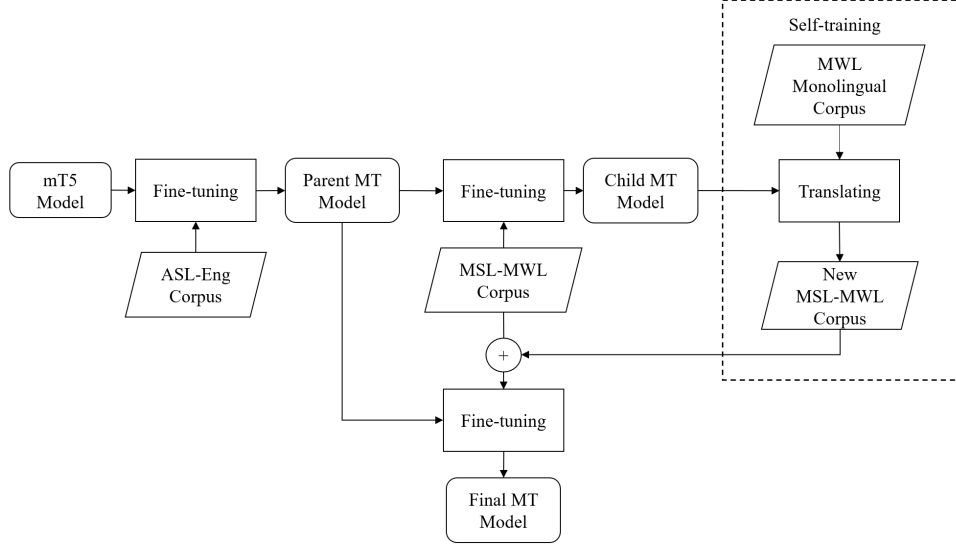 Self-training
MWL
Monolingual
Corpus
mT5
Model
Fine-tuning
Parent MT
Model
Fine-tuning
Child MT
Model
Translating
ASL-Eng
Corpus
MSL-MWL
Corpus
New
MSL-MWL
Corpus
+
Fine-tuning
Final MT
Model